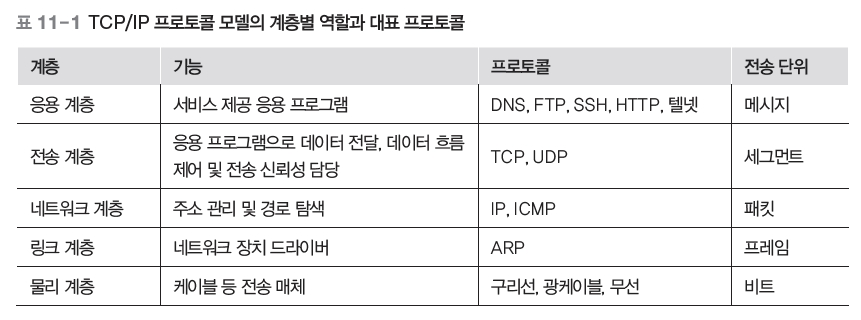 표 11-1 TCP/IP 프로토콜 모델의 계층별 역할과 대표 프로토콜
계층 기능 프로토콜 전송 단위
응용 계층 서비스 제공 응용 프로그램 DNS, FTP, SSH, HTTP, 텔넷 메시지
전송 계층 응용 프로그램으로 데이터 전달, 데이터 흐름
제어 및 전송 신뢰성 담당 TCP, UDP 세그먼트
네트워크 계층 주소 관리 및 경로 탐색 IP, ICMP 패킷
링크 계층 네트워크 장치 드라이버 ARP 프레임
물리 계층 케이블 등 전송 매체 구리선, 광케이블, 무선 비트